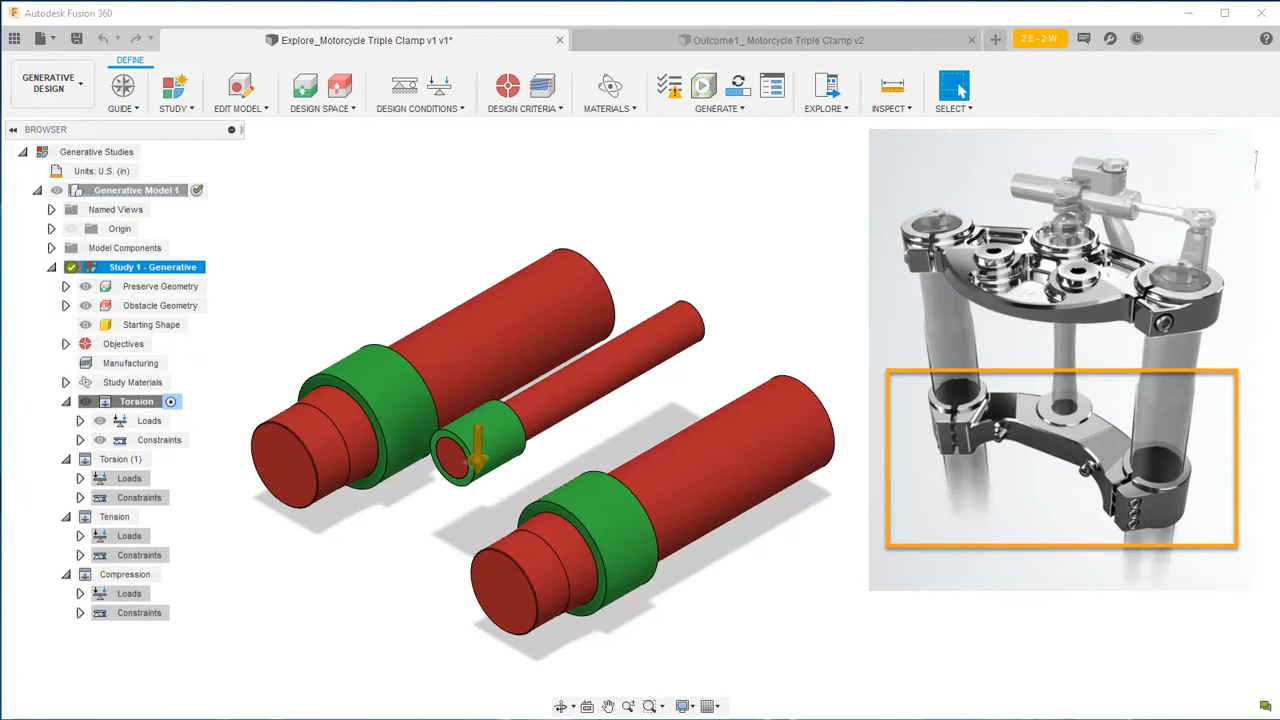 Autodesk Fusion 360
Explore_Motorcycle Triple Clamp v1 v1*
Outcome1_ Motorcycle Triple Clamp v2
2 E - 2 W
DEFINE
GENERATIVE DESIGN
GUIDE
STUDY
EDIT MODEL
DESIGN SPACE
DESIGN CONDITIONS
DESIGN CRITERIA
MATERIALS
GENERATE
EXPLORE
INSPECT
SELECT
BROWSER
Generative Studies
Units: U.S. (in)
Generative Model 1
Named Views
Origin
Model Components
Study 1 - Generative
Preserve Geometry
Obstacle Geometry
Starting Shape
Objectives
Manufacturing
Study Materials
Torsion
Loads
Constraints
Torsion (1)
Loads
Constraints
Tension
Loads
Constraints
Compression
Loads
Constraints